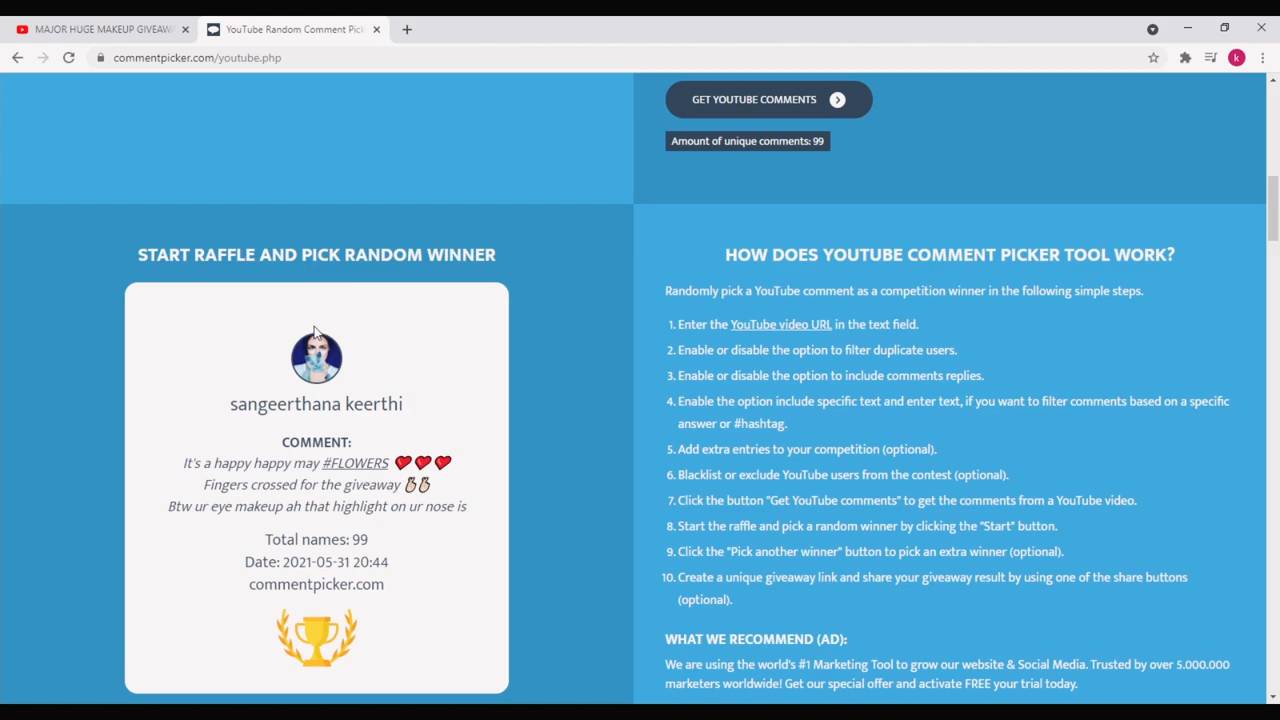 MAJOR HUGE MAKEUP GIVEAW
YouTube Random Comment Pick
commentpicker.com/youtube.php
k
GET YOUTUBE COMMENTS
Amount of unique comments: 99
START RAFFLE AND PICK RANDOM WINNER
sangeerthana keerthi
COMMENT:
It's a happy happy may #FLOWERS ❤️❤️❤️
Fingers crossed for the giveaway 🤞🏻🤞🏻
Btw ur eye makeup ah that highlight on ur nose is
Total names: 99
Date: 2021-05-31 20:44
commentpicker.com
HOW DOES YOUTUBE COMMENT PICKER TOOL WORK?
Randomly pick a YouTube comment as a competition winner in the following simple steps.
1. Enter the YouTube video URL in the text field.
2. Enable or disable the option to filter duplicate users.
3. Enable or disable the option to include comments replies.
4. Enable the option include specific text and enter text, if you want to filter comments based on a specific
answer or #hashtag.
5. Add extra entries to your competition (optional).
6. Blacklist or exclude YouTube users from the contest (optional).
7. Click the button "Get YouTube comments" to get the comments from a YouTube video.
8. Start the raffle and pick a random winner by clicking the "Start" button.
9. Click the "Pick another winner" button to pick an extra winner (optional).
10. Create a unique giveaway link and share your giveaway result by using one of the share buttons
(optional).
WHAT WE RECOMMEND (AD):
We are using the world's #1 Marketing Tool to grow our website & Social Media. Trusted by over 5.000.000
marketers worldwide! Get our special offer and activate FREE your trial today.